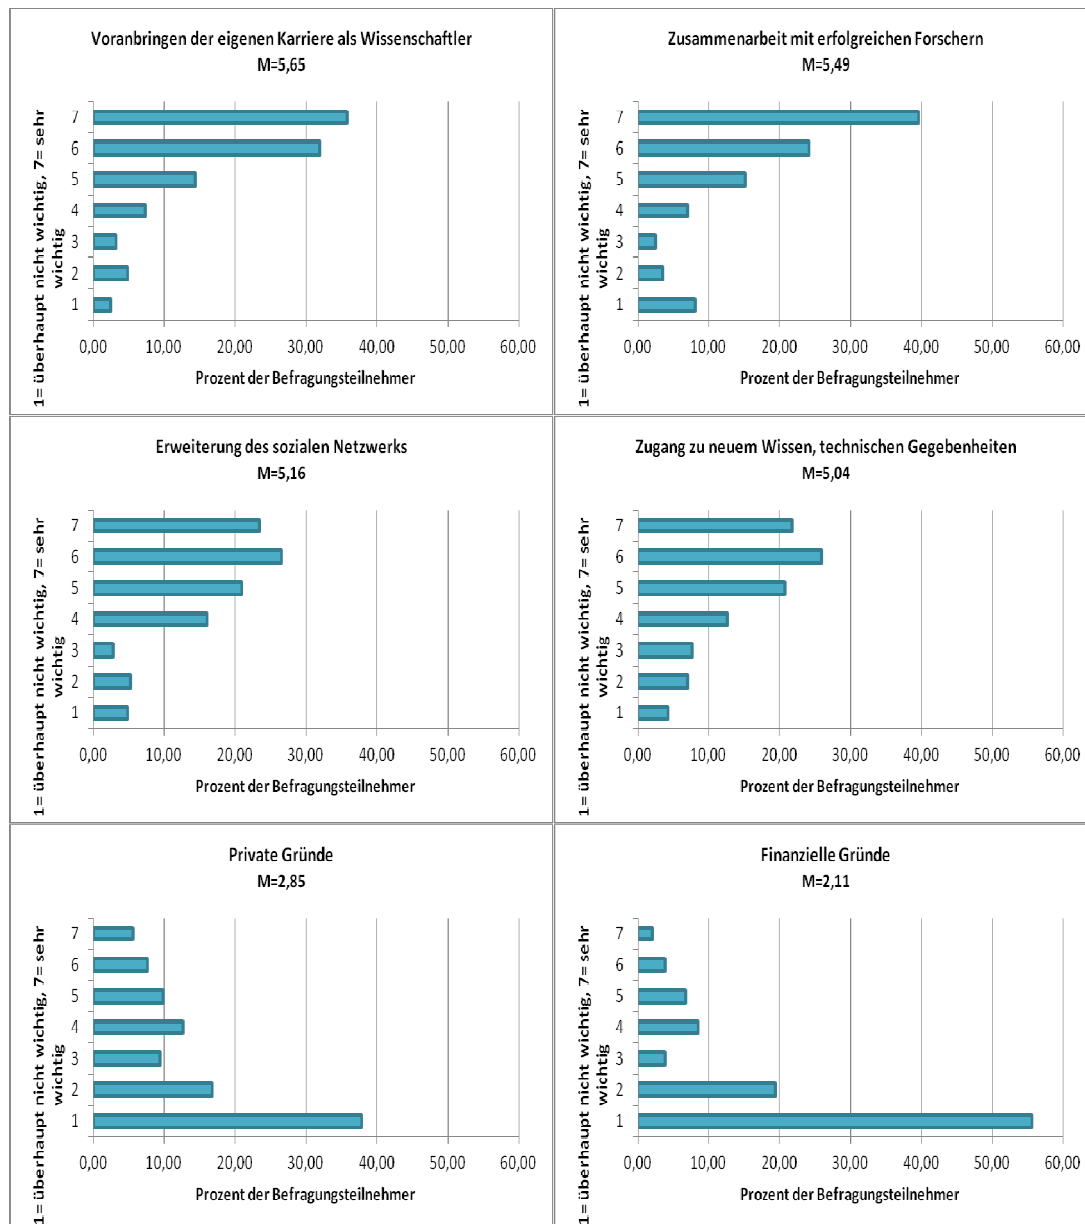 Voranbringen der eigenen Karriere als Wissenschaftler
M=5,65
1= überhaupt nicht wichtig, 7= sehr
wichtig
7
6
5
4
3
2
1
0,00 10,00 20,00 30,00 40,00 50,00 60,00
Prozent der Befragungsteilnehmer
Zusammenarbeit mit erfolgreichen Forschern
M=5,49
1= überhaupt nicht wichtig, 7= sehr
wichtig
7
6
5
4
3
2
1
0,00 10,00 20,00 30,00 40,00 50,00 60,00
Prozent der Befragungsteilnehmer
Erweiterung des sozialen Netzwerks
M=5,16
1= überhaupt nicht wichtig, 7= sehr
wichtig
7
6
5
4
3
2
1
0,00 10,00 20,00 30,00 40,00 50,00 60,00
Prozent der Befragungsteilnehmer
Zugang zu neuem Wissen, technischen Gegebenheiten
M=5,04
1= überhaupt nicht wichtig, 7= sehr
wichtig
7
6
5
4
3
2
1
0,00 10,00 20,00 30,00 40,00 50,00 60,00
Prozent der Befragungsteilnehmer
Private Gründe
M=2,85
1= überhaupt nicht wichtig, 7= sehr
wichtig
7
6
5
4
3
2
1
0,00 10,00 20,00 30,00 40,00 50,00 60,00
Prozent der Befragungsteilnehmer
Finanzielle Gründe
M=2,11
1= überhaupt nicht wichtig, 7= sehr
wichtig
7
6
5
4
3
2
1
0,00 10,00 20,00 30,00 40,00 50,00 60,00
Prozent der Befragungsteilnehmer